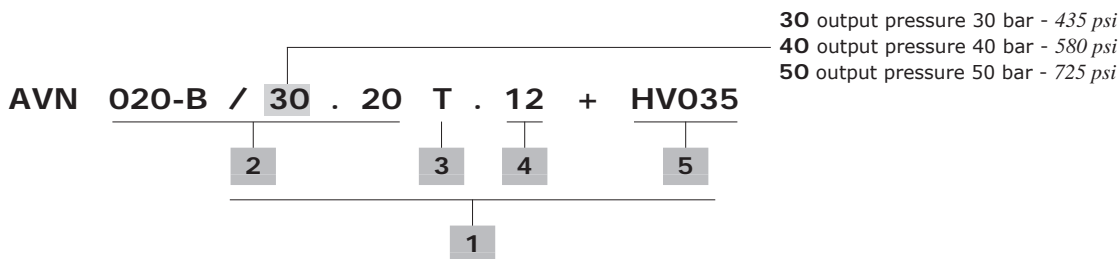 30 output pressure 30 bar - 435 psi
40 output pressure 40 bar - 580 psi
50 output pressure 50 bar - 725 psi
AVN 020-B / 30 . 20 T . 12 + HV035
2 3 4 5
1